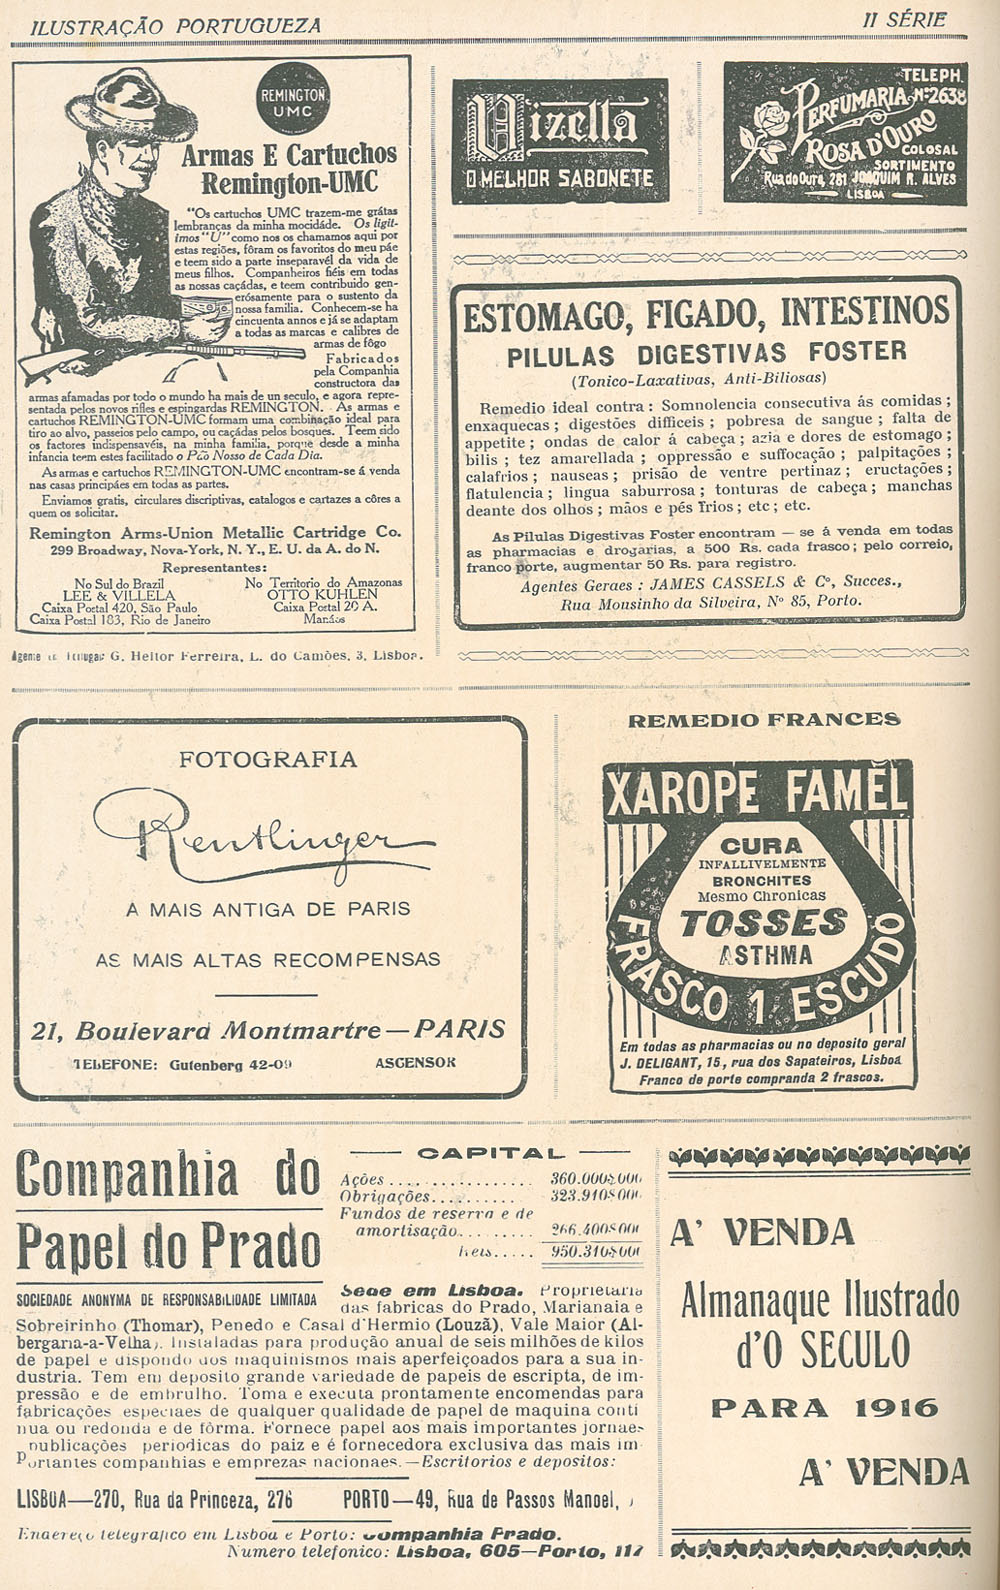 ILUSTRAÇÃO PORTUGUEZA
II SÉRIE
REMINGTON
UMC
Armas E Cartuchos
Remington-UMC
"Os cartuchos UMC trazem-me grátas
lembranças da minha mocidáde. Os ligit-
imos "U" como nos os chamamos aqui por
estas regiões, fôram os favoritos do meu páe
e teem sido a parte inseparavél da vida de
meus filhos. Companheiros fiéis em todas
as nossas caçádas, e teem contribuido gen-
erósamente para o sustento da
nossa familia. Conhecem-se ha
cincuenta annos e já se adaptam
a todas as marcas e calibres de
armas de fôgo
Fabricados
pela Companhia
constructora das
armas afamadas por todo o mundo ha mais de um seculo, e agora repre-
sentada pelos novos rifles e espingardas REMINGTON. As armas e
cartuchos REMINGTON-UMC formam uma combinação ideal para
tiro ao alvo, passeios pelo campo, ou caçádas pelos bosques. Teem sido
os factores indispensavéis, na minha familia, porque desde a minha
infancia teem estes facilitado o Pão Nosso de Cada Dia.
As armas e cartuchos REMINGTON-UMC encontram-se á venda
nas casas principáes em todas as partes.
Enviamos gratis, circulares discriptivas, catalogos e cartazes a côres a
quem os solicitar.
Remington Arms-Union Metallic Cartridge Co.
299 Broadway, Nova-York, N. Y., E. U. da A. do N.
Representantes:
No Sul do Brazil
LEE & VILLELA
Caixa Postal 420, São Paulo
Caixa Postal 183, Rio de Janeiro
No Territorio do Amazonas
OTTO KUHLEN
Caixa Postal 20 A.
Manáos
Agente G. Heitor Ferreira, L. do Camões, 3, Lisboa.
Vizella
O MELHOR SABONETE
TELEPH.
Nº 2638
PERFUMARIA
ROSA D'OURO
COLOSAL
SORTIMENTO
Rua do Ouro, 281 JOAQUIM R. ALVES
LISBOA
ESTOMAGO, FIGADO, INTESTINOS
PILULAS DIGESTIVAS FOSTER
(Tonico-Laxativas, Anti-Biliosas)
Remedio ideal contra: Somnolencia consecutiva ás comidas;
enxaquecas; digestões difficeis; pobresa de sangue; falta de
appetite; ondas de calor á cabeça; azia e dores de estomago;
bilis; tez amarellada; oppressão e suffocação; palpitações;
calafrios; nauseas; prisão de ventre pertinaz; eructações;
flatulencia; lingua saburrosa; tonturas de cabeça; manchas
deante dos olhos; mãos e pés frios; etc; etc.
As Pilulas Digestivas Foster encontram — se á venda em todas
as pharmacias e drogarias, a 500 Rs. cada frasco; pelo correio,
franco porte, augmentar 50 Rs. para registro.
Agentes Geraes: JAMES CASSELS & Cº, Succes.,
Rua Mousinho da Silveira, Nº 85, Porto.
FOTOGRAFIA
Reutlinger
A MAIS ANTIGA DE PARIS
AS MAIS ALTAS RECOMPENSAS
21, Boulevard Montmartre—PARIS
TELEFONE: Gutenberg 42-09 ASCENSOR
REMEDIO FRANCES
XAROPE FAMEL
CURA
INFALLIVELMENTE
BRONCHITES
Mesmo Chronicas
TOSSES
ASTHMA
FRASCO 1 ESCUDO
Em todas as pharmacias ou no deposito geral
J. DELIGANT, 15, rua dos Sapateiros, Lisboa
Franco de porte compranda 2 frascos.
Companhia do
Papel do Prado
SOCIEDADE ANONYMA DE RESPONSABILIDADE LIMITADA
CAPITAL
Ações.................. 360.000$000
Obrigações........... 323.910$000
Fundos de reserva e de
amortisação......... 266.400$000
Reis..... 950.310$000
Sede em Lisboa. Proprietaria
das fabricas do Prado, Marianaia e
Sobreirinho (Thomar), Penedo e Casal d'Hermio (Louzã), Vale Maior (Al-
bergaria-a-Velha). Instaladas para produção anual de seis milhões de kilos
de papel e dispondo dos maquinismos mais aperfeiçoados para a sua in-
dustria. Tem em deposito grande variedade de papeis de escripta, de im-
pressão e de embrulho. Toma e executa prontamente encomendas para
fabricações especiaes de qualquer qualidade de papel de maquina conti
nua ou redonda e de fôrma. Fornece papel aos mais importantes jornaes
publicações periodicas do paiz e é fornecedora exclusiva das mais im
portantes companhias e emprezas nacionaes.—Escritorios e depositos:
LISBOA—270, Rua da Princeza, 276 PORTO—49, Rua de Passos Manoel,
Endereço telegrafico em Lisboa e Porto: Companhia Prado.
Numero telefonico: Lisboa, 605—Porto, 117
A' VENDA
Almanaque Ilustrado
d'O SECULO
PARA 1916
A' VENDA